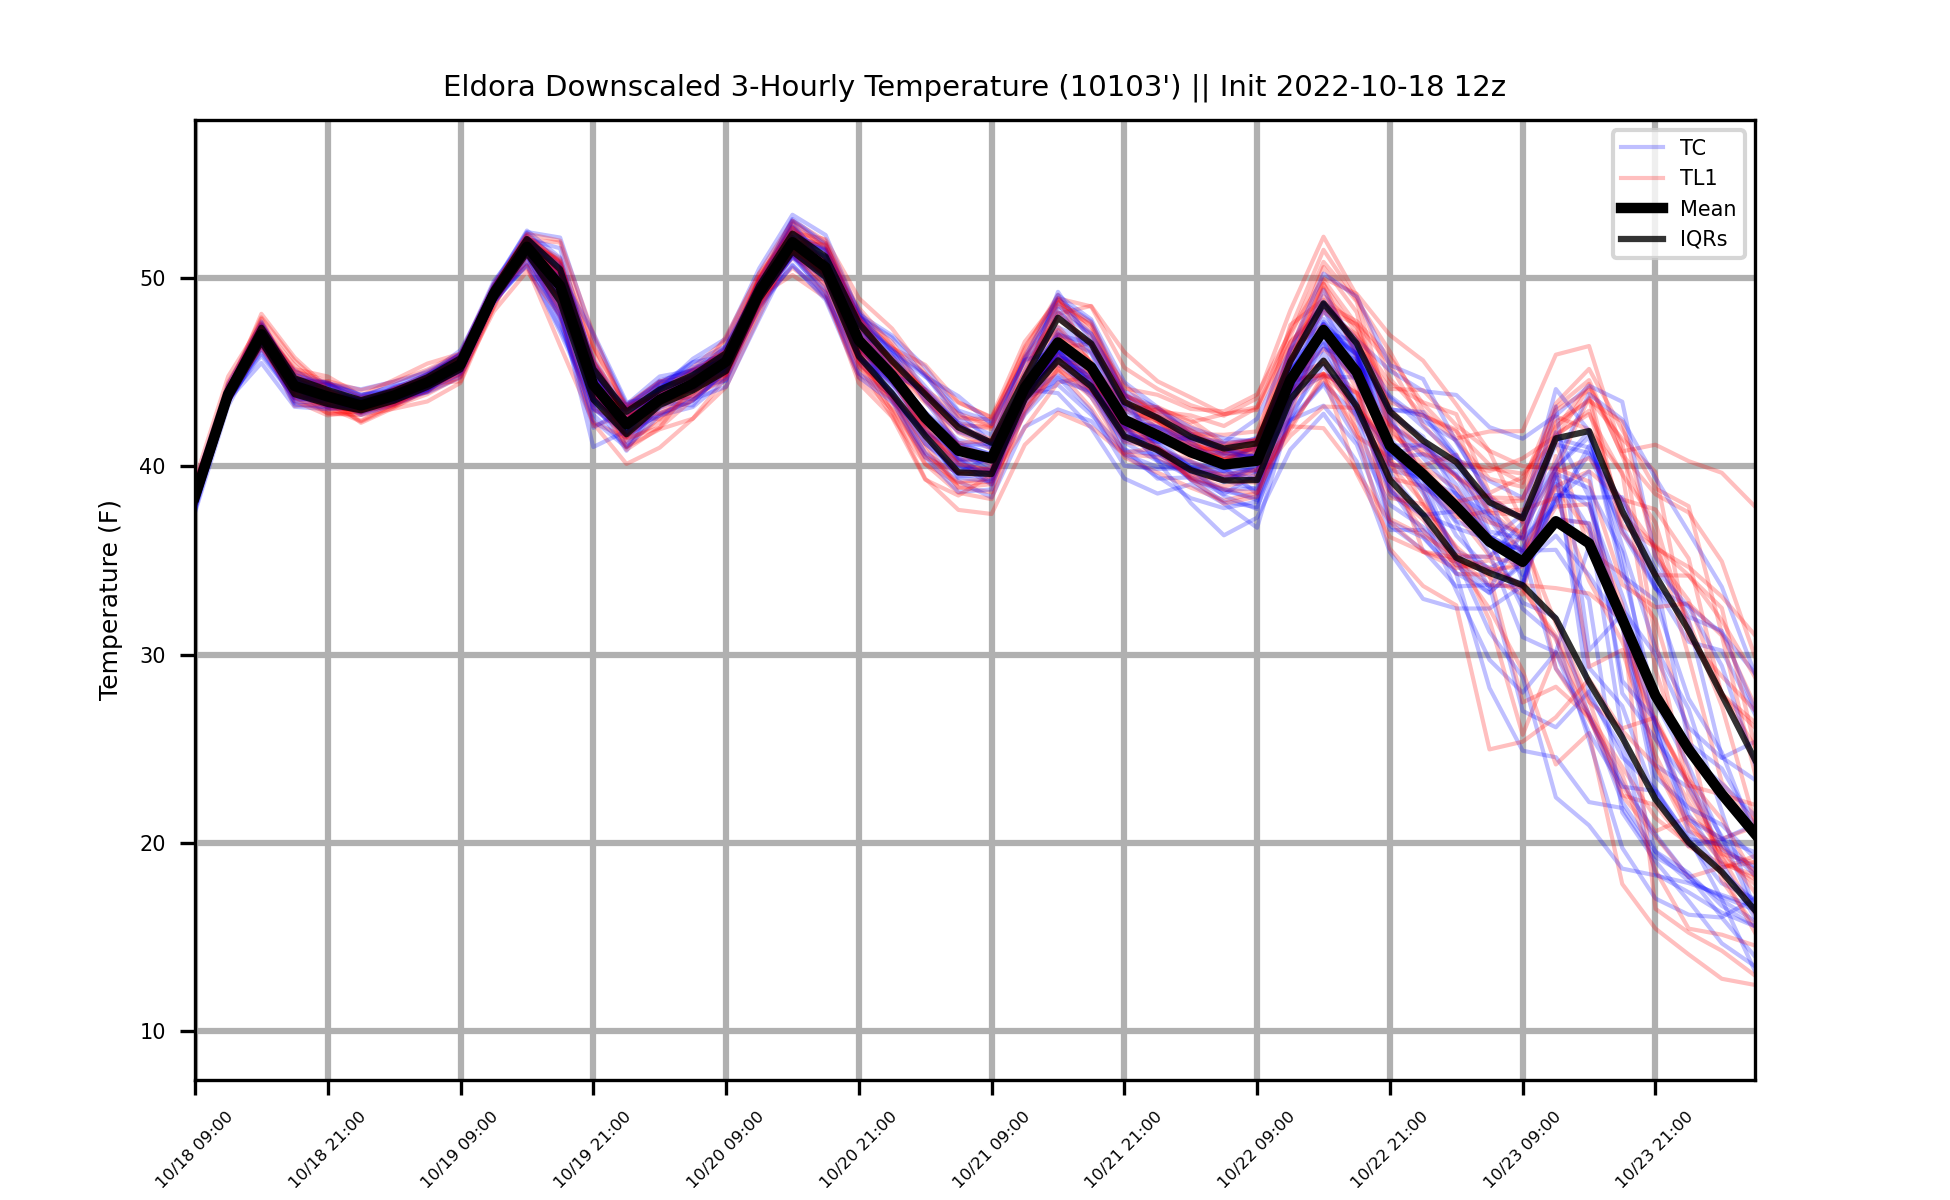 Eldora Downscaled 3-Hourly Temperature (10103') || Init 2022-10-18 12z
TC
TL1
Mean
IQRs
Temperature (F)
50
40
30
20
10
10/18 09:00
10/18 21:00
10/19 09:00
10/19 21:00
10/20 09:00
10/20 21:00
10/21 09:00
10/21 21:00
10/22 09:00
10/22 21:00
10/23 09:00
10/23 21:00